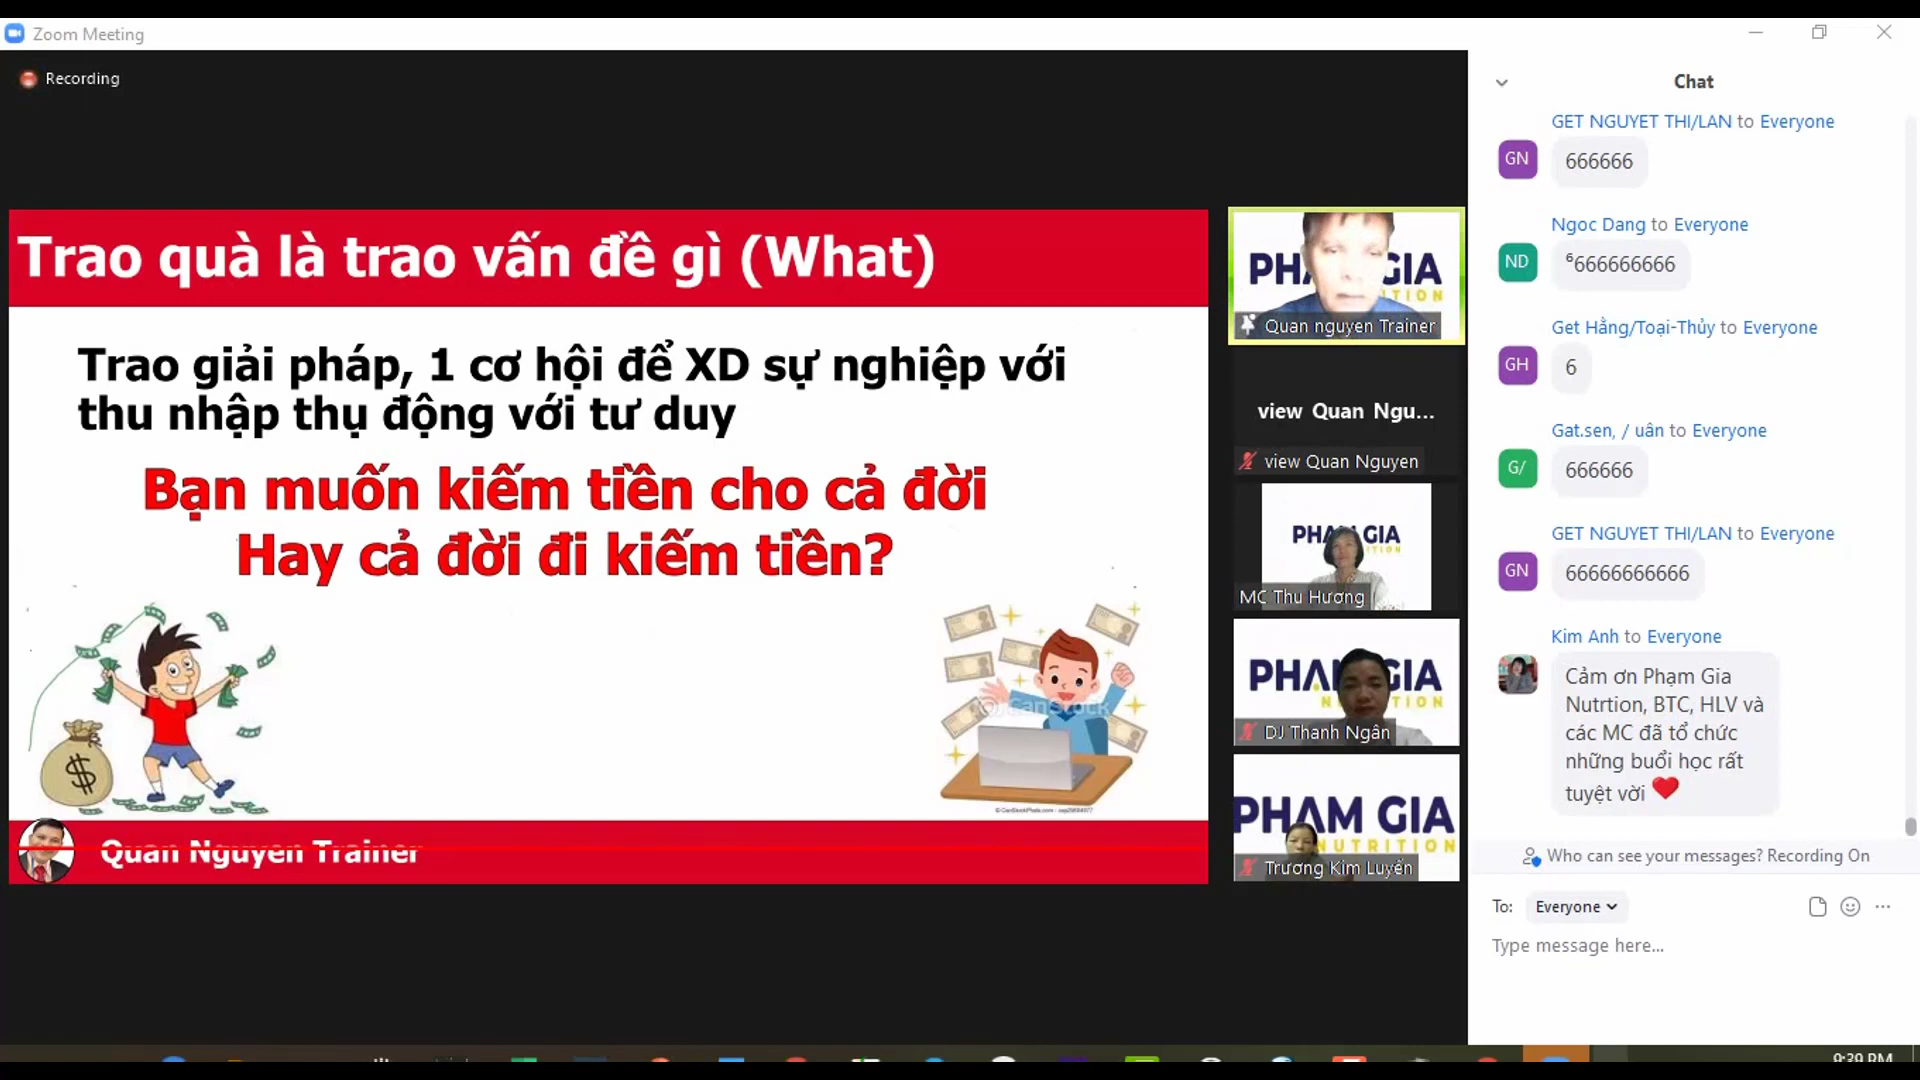 Zoom Meeting
Recording
Trao quà là trao vấn đề gì (What)
Trao giải pháp, 1 cơ hội để XD sự nghiệp với
thu nhập thụ động với tư duy
Bạn muốn kiếm tiền cho cả đời
Hay cả đời đi kiếm tiền?
$
CanStock
Quan Nguyen Trainer
Quan nguyen Trainer
view Quan Ngu...
view Quan Nguyen
PHAM GIA
MC Thu Hương
DJ Thanh Ngân
PHAM GIA
NUTRITION
Trương Kim Luyến
Chat
GET NGUYET THI/LAN to Everyone
GN
666666
Ngoc Dang to Everyone
ND
⁶666666666
Get Hằng/Toại-Thủy to Everyone
GH
6
Gat.sen, / uân to Everyone
G/
666666
GET NGUYET THI/LAN to Everyone
GN
66666666666
Kim Anh to Everyone
Cảm ơn Phạm Gia
Nutrtion, BTC, HLV và
các MC đã tổ chức
những buổi học rất
tuyệt vời
Who can see your messages? Recording On
To: Everyone
Type message here...
9:39 PM